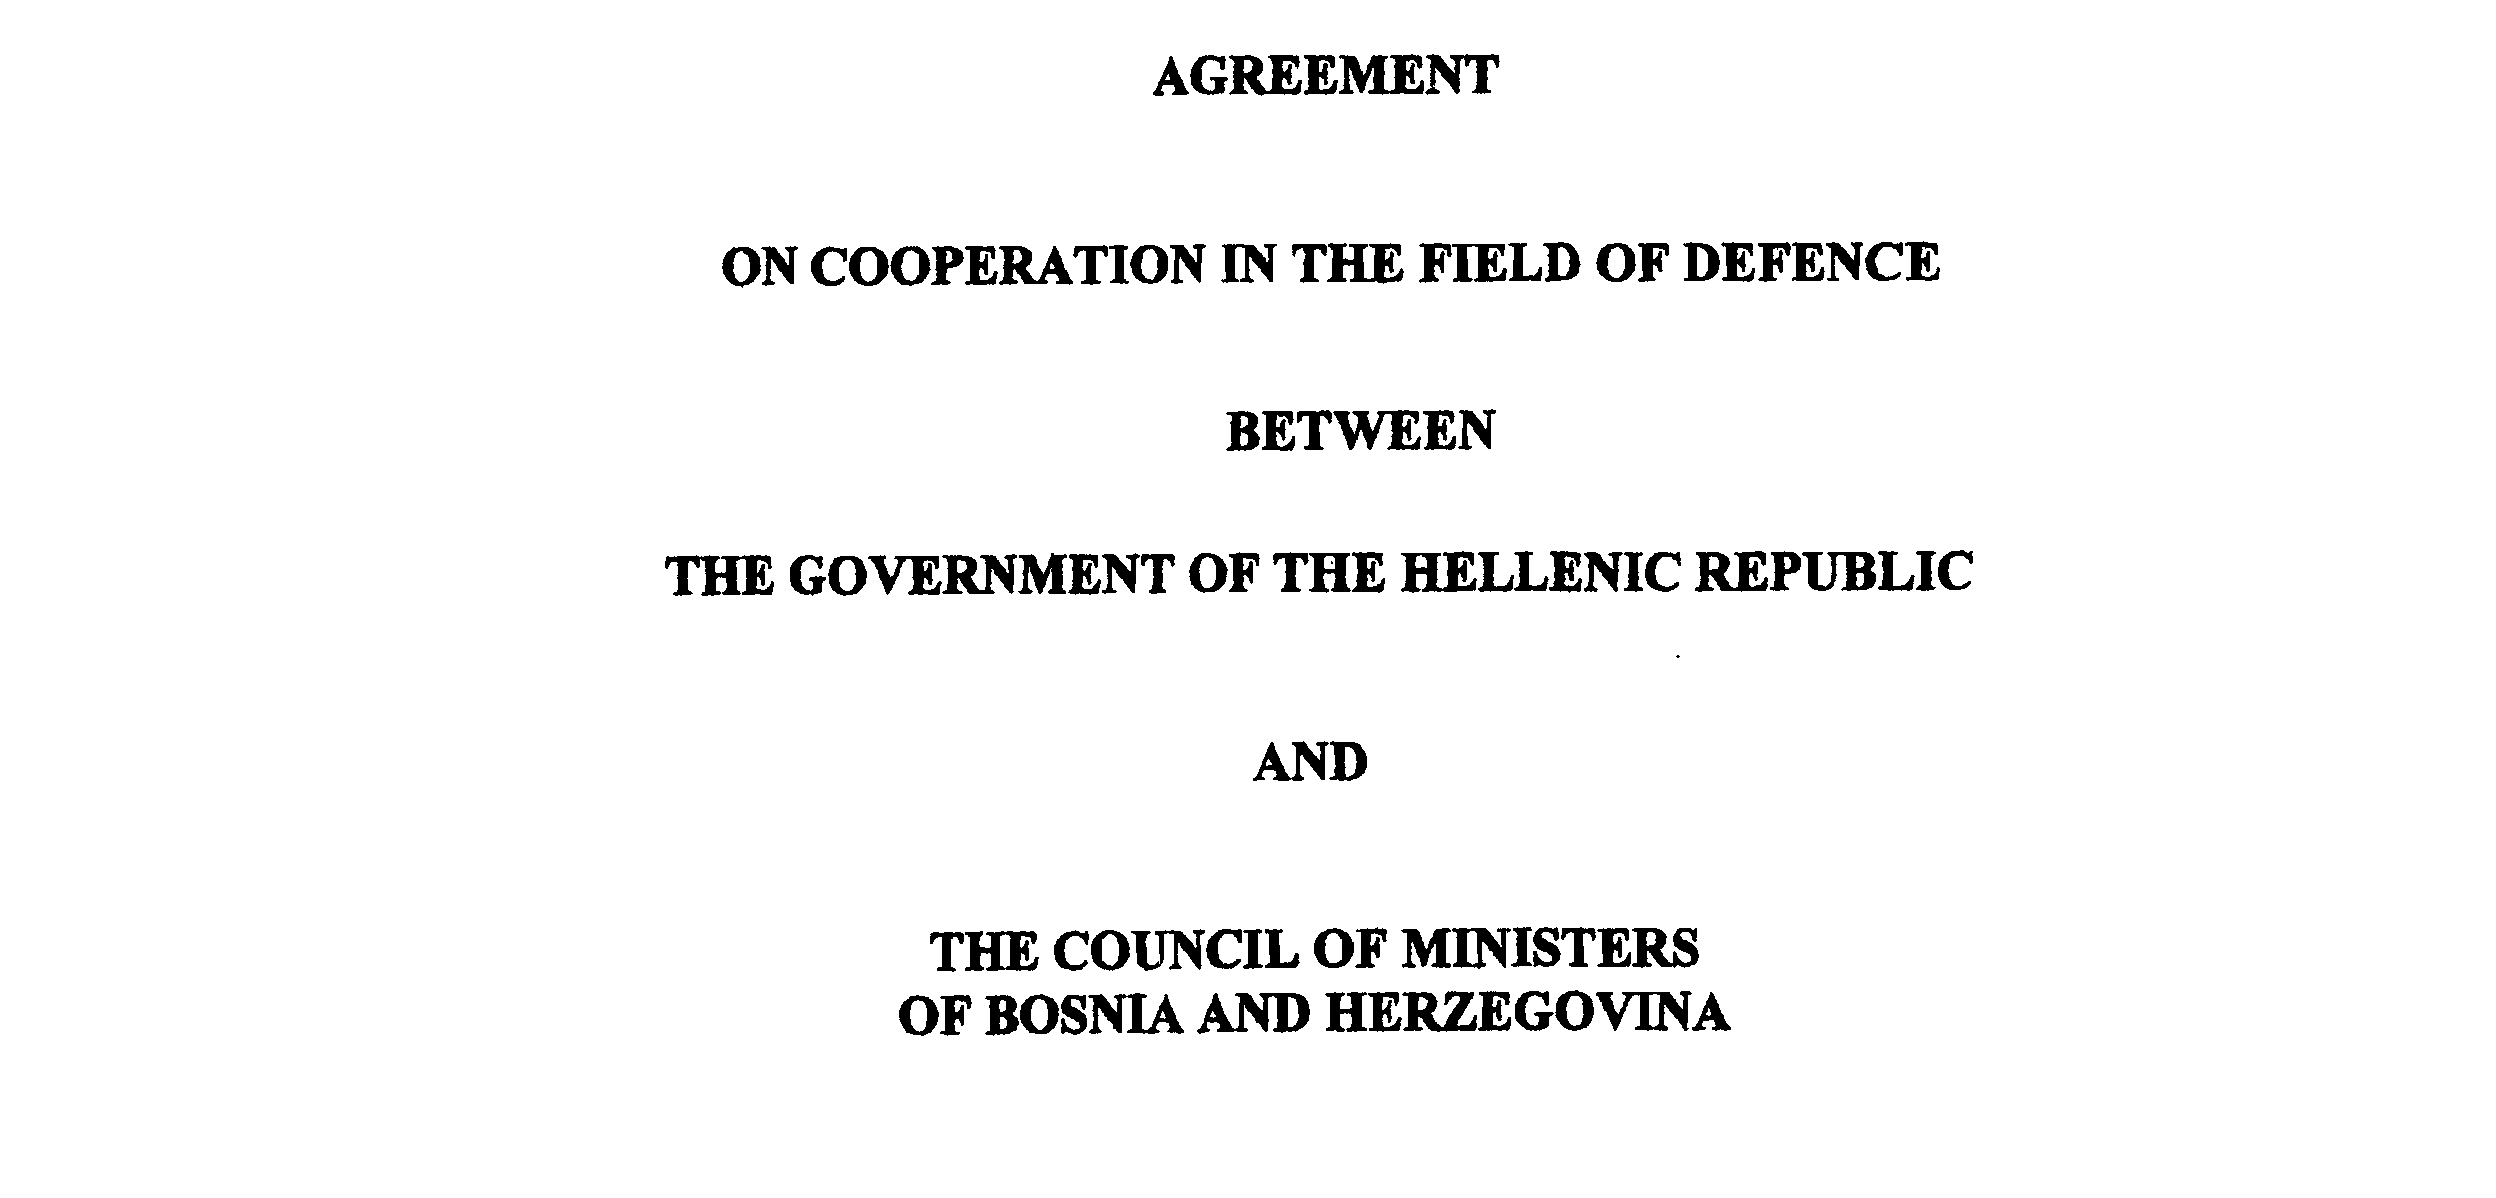 AGREEMENT
ON COOPERATION IN THE FIELD OF DEFENCE
BETWEEN
THE GOVERNMENT OF THE HELLENIC REPUBLIC
AND
THE COUNCIL OF MINISTERS
OF BOSNIA AND HERZEGOVINA